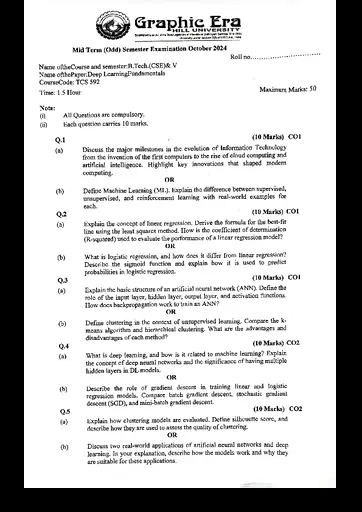 Graphic Era
HILL UNIVERSITY
Mid Term (Odd) Semester Examination October 2024
Roll no..........................
Name oftheCourse and semester:B.Tech.(CSE)& V
Name ofthePaper:Deep LearningFundamentals
CourseCode: TCS 592
Time: 1.5 Hour
Maximum Marks: 50
Note:
(i) All Questions are compulsory.
(ii) Each question carries 10 marks.
Q.1 (10 Marks) CO1
(a) Discuss the major milestones in the evolution of Information Technology
from the invention of the first computers to the rise of cloud computing and
artificial intelligence. Highlight key innovations that shaped modern
computing.
OR
(b) Define Machine Learning (ML). Explain the difference between supervised,
unsupervised, and reinforcement learning with real-world examples for
each.
Q.2 (10 Marks) CO1
(a) Explain the concept of linear regression. Derive the formula for the best-fit
line using the least squares method. How is the coefficient of determination
(R-squared) used to evaluate the performance of a linear regression model?
OR
(b) What is logistic regression, and how does it differ from linear regression?
Describe the sigmoid function and explain how it is used to predict
probabilities in logistic regression.
Q.3 (10 Marks) CO1
(a) Explain the basic structure of an artificial neural network (ANN). Define the
role of the input layer, hidden layer, output layer, and activation functions.
How does backpropagation work to train an ANN?
OR
(b) Define clustering in the context of unsupervised learning. Compare the k-
means algorithm and hierarchical clustering. What are the advantages and
disadvantages of each method?
Q.4 (10 Marks) CO2
(a) What is deep learning, and how is it related to machine learning? Explain
the concept of deep neural networks and the significance of having multiple
hidden layers in DL models.
OR
(b) Describe the role of gradient descent in training linear and logistic
regression models. Compare batch gradient descent, stochastic gradient
descent (SGD), and mini-batch gradient descent.
Q.5 (10 Marks) CO2
(a) Explain how clustering models are evaluated. Define silhouette score, and
describe how they are used to assess the quality of clustering.
OR
(b) Discuss two real-world applications of artificial neural networks and deep
learning. In your explanation, describe how the models work and why they
are suitable for these applications.